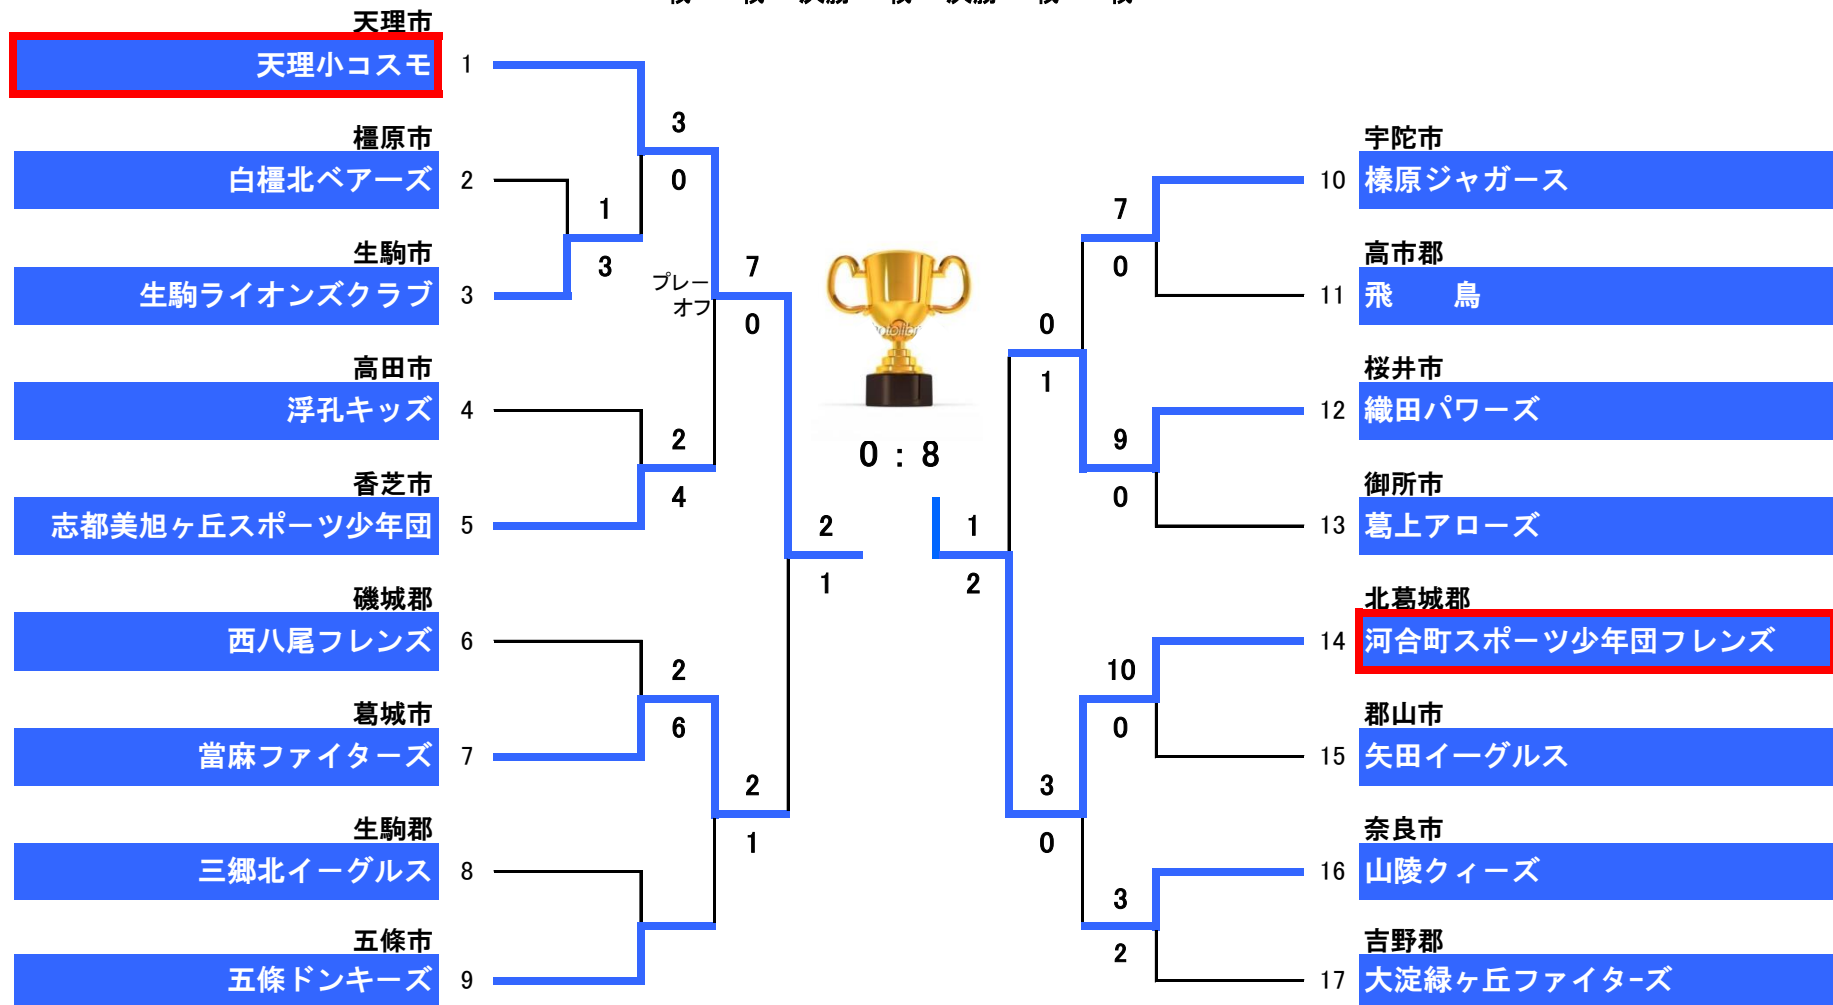 天理市
天理小コスモ 1
橿原市
白橿北ベアーズ 2
生駒市
生駒ライオンズクラブ 3
高田市
浮孔キッズ 4
香芝市
志都美旭ヶ丘スポーツ少年団 5
磯城郡
西八尾フレンズ 6
葛城市
當麻ファイターズ 7
生駒郡
三郷北イーグルス 8
五條市
五條ドンキーズ 9
3
0
1
3
プレー
オフ
7
0
2
4
2
1
2
6
2
1
0 : 8
7
0
0
1
9
0
1
2
10
0
3
0
3
2
宇陀市
10 榛原ジャガース
高市郡
11 飛 鳥
桜井市
12 織田パワーズ
御所市
13 葛上アローズ
北葛城郡
14 河合町スポーツ少年団フレンズ
郡山市
15 矢田イーグルス
奈良市
16 山陵クィーズ
吉野郡
17 大淀緑ヶ丘ファイターズ